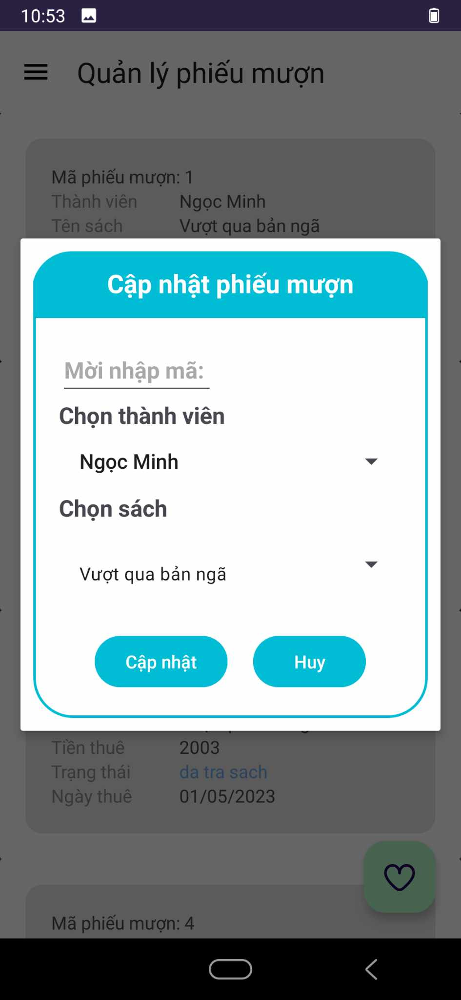 10:53
Quản lý phiếu mượn
Mã phiếu mượn: 1
Thành viên Ngọc Minh
Tên sách Vượt qua bản ngã
Cập nhật phiếu mượn
Mời nhập mã:
Chọn thành viên
Ngọc Minh
Chọn sách
Vượt qua bản ngã
Cập nhật Huy
Tiền thuê 2003
Trạng thái da tra sach
Ngày thuê 01/05/2023
Mã phiếu mượn: 4